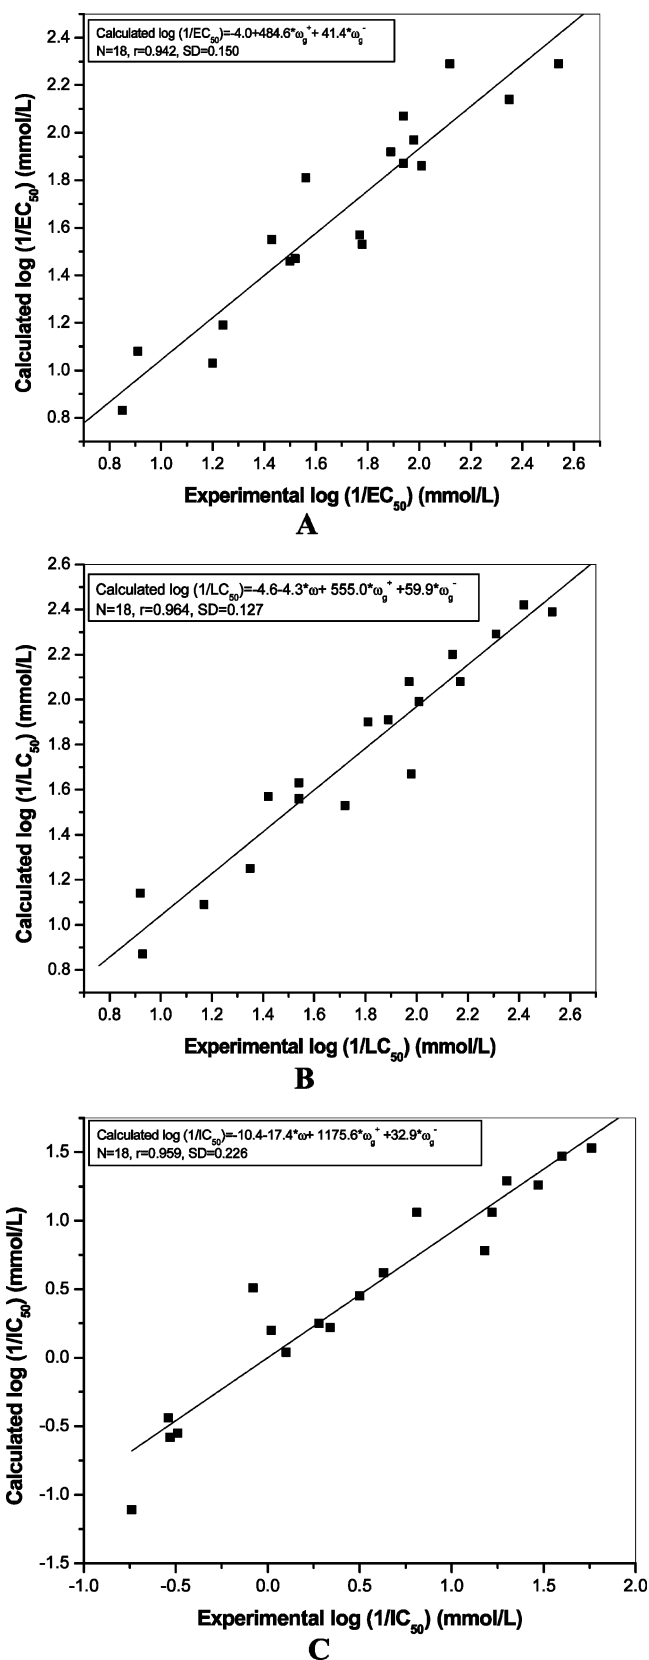 Calculated log (1/EC50)=-4.0+484.6*ωg+ + 41.4*ωg-
N=18, r=0.942, SD=0.150
2.4
2.2
2.0
1.8
1.6
1.4
1.2
1.0
0.8
Calculated log (1/EC50) (mmol/L)
0.8 1.0 1.2 1.4 1.6 1.8 2.0 2.2 2.4 2.6
Experimental log (1/EC50) (mmol/L)
A
Calculated log (1/LC50)=-4.6-4.3*ω+ 555.0*ωg+ +59.9*ωg-
N=18, r=0.964, SD=0.127
2.6
2.4
2.2
2.0
1.8
1.6
1.4
1.2
1.0
0.8
Calculated log (1/LC50) (mmol/L)
0.8 1.0 1.2 1.4 1.6 1.8 2.0 2.2 2.4 2.6
Experimental log (1/LC50) (mmol/L)
B
Calculated log (1/IC50)=-10.4-17.4*ω+ 1175.6*ωg+ +32.9*ωg-
N=18, r=0.959, SD=0.226
1.5
1.0
0.5
0.0
-0.5
-1.0
-1.5
Calculated log (1/IC50) (mmol/L)
-1.0 -0.5 0.0 0.5 1.0 1.5 2.0
Experimental log (1/IC50) (mmol/L)
C